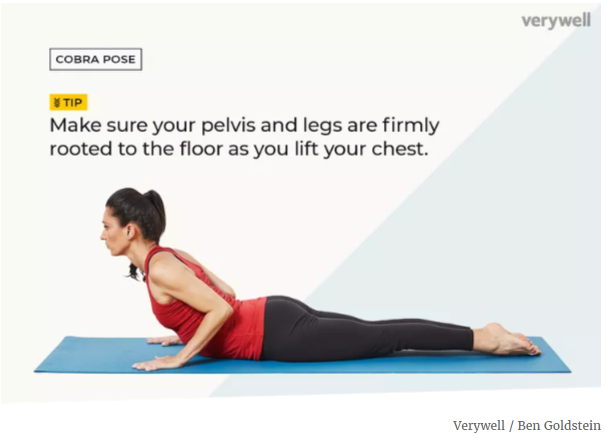 verywell
COBRA POSE
TIP
Make sure your pelvis and legs are firmly
rooted to the floor as you lift your chest.
Verywell / Ben Goldstein